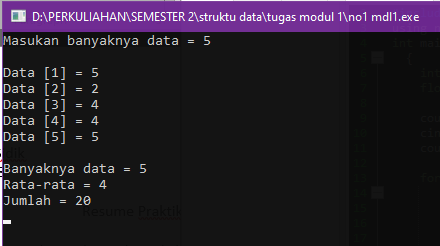 D:\PERKULIAHAN\SEMESTER 2\struktu data\tugas modul 1\no1 mdl1.exe
Masukan banyaknya data = 5
Data [1] = 5
Data [2] = 2
Data [3] = 4
Data [4] = 4
Data [5] = 5
Banyaknya data = 5
Rata-rata = 4
Jumlah = 20
Resume Praktik